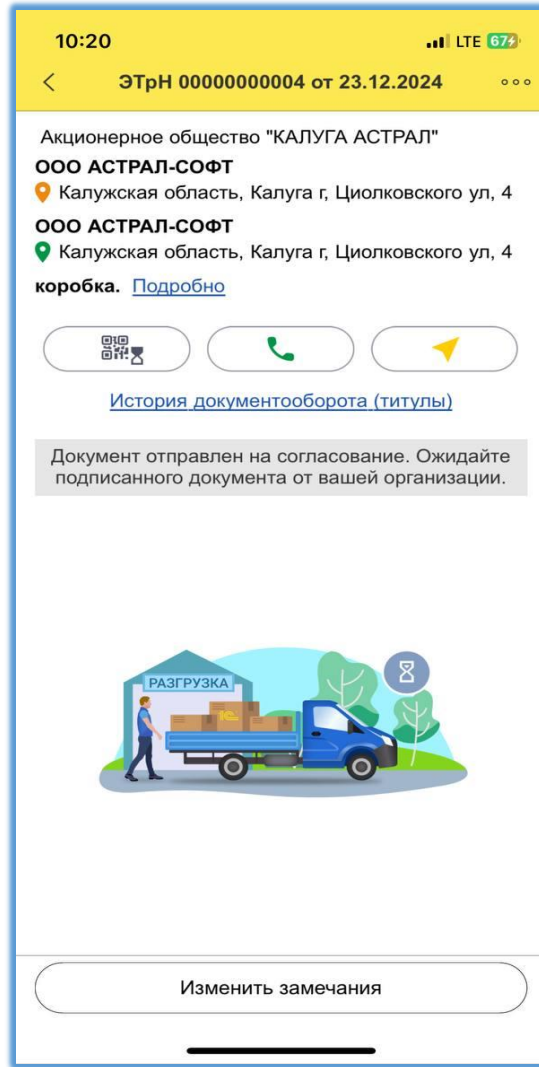 10:20
LTE 67
ЭТрН 00000000004 от 23.12.2024
Акционерное общество "КАЛУГА АСТРАЛ"
ООО АСТРАЛ-СОФТ
Калужская область, Калуга г, Циолковского ул, 4
ООО АСТРАЛ-СОФТ
Калужская область, Калуга г, Циолковского ул, 4
коробка. Подробно
История документооборота (титулы)
Документ отправлен на согласование. Ожидайте
подписанного документа от вашей организации.
РАЗГРУЗКА
1С
Изменить замечания